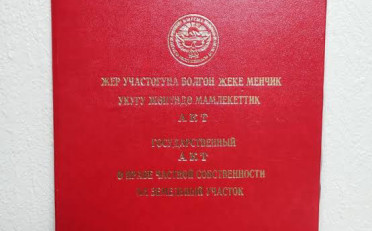 ЖЕР УЧАСТОГУНА БОЛГОН ЖЕКЕ МЕНЧИК
УКУГУ ЖӨНҮНДӨ МАМЛЕКЕТТИК
АКТ
ГОСУДАРСТВЕННЫЙ
АКТ
О ПРАВЕ ЧАСТНОЙ СОБСТВЕННОСТИ
НА ЗЕМЕЛЬНЫЙ УЧАСТОК